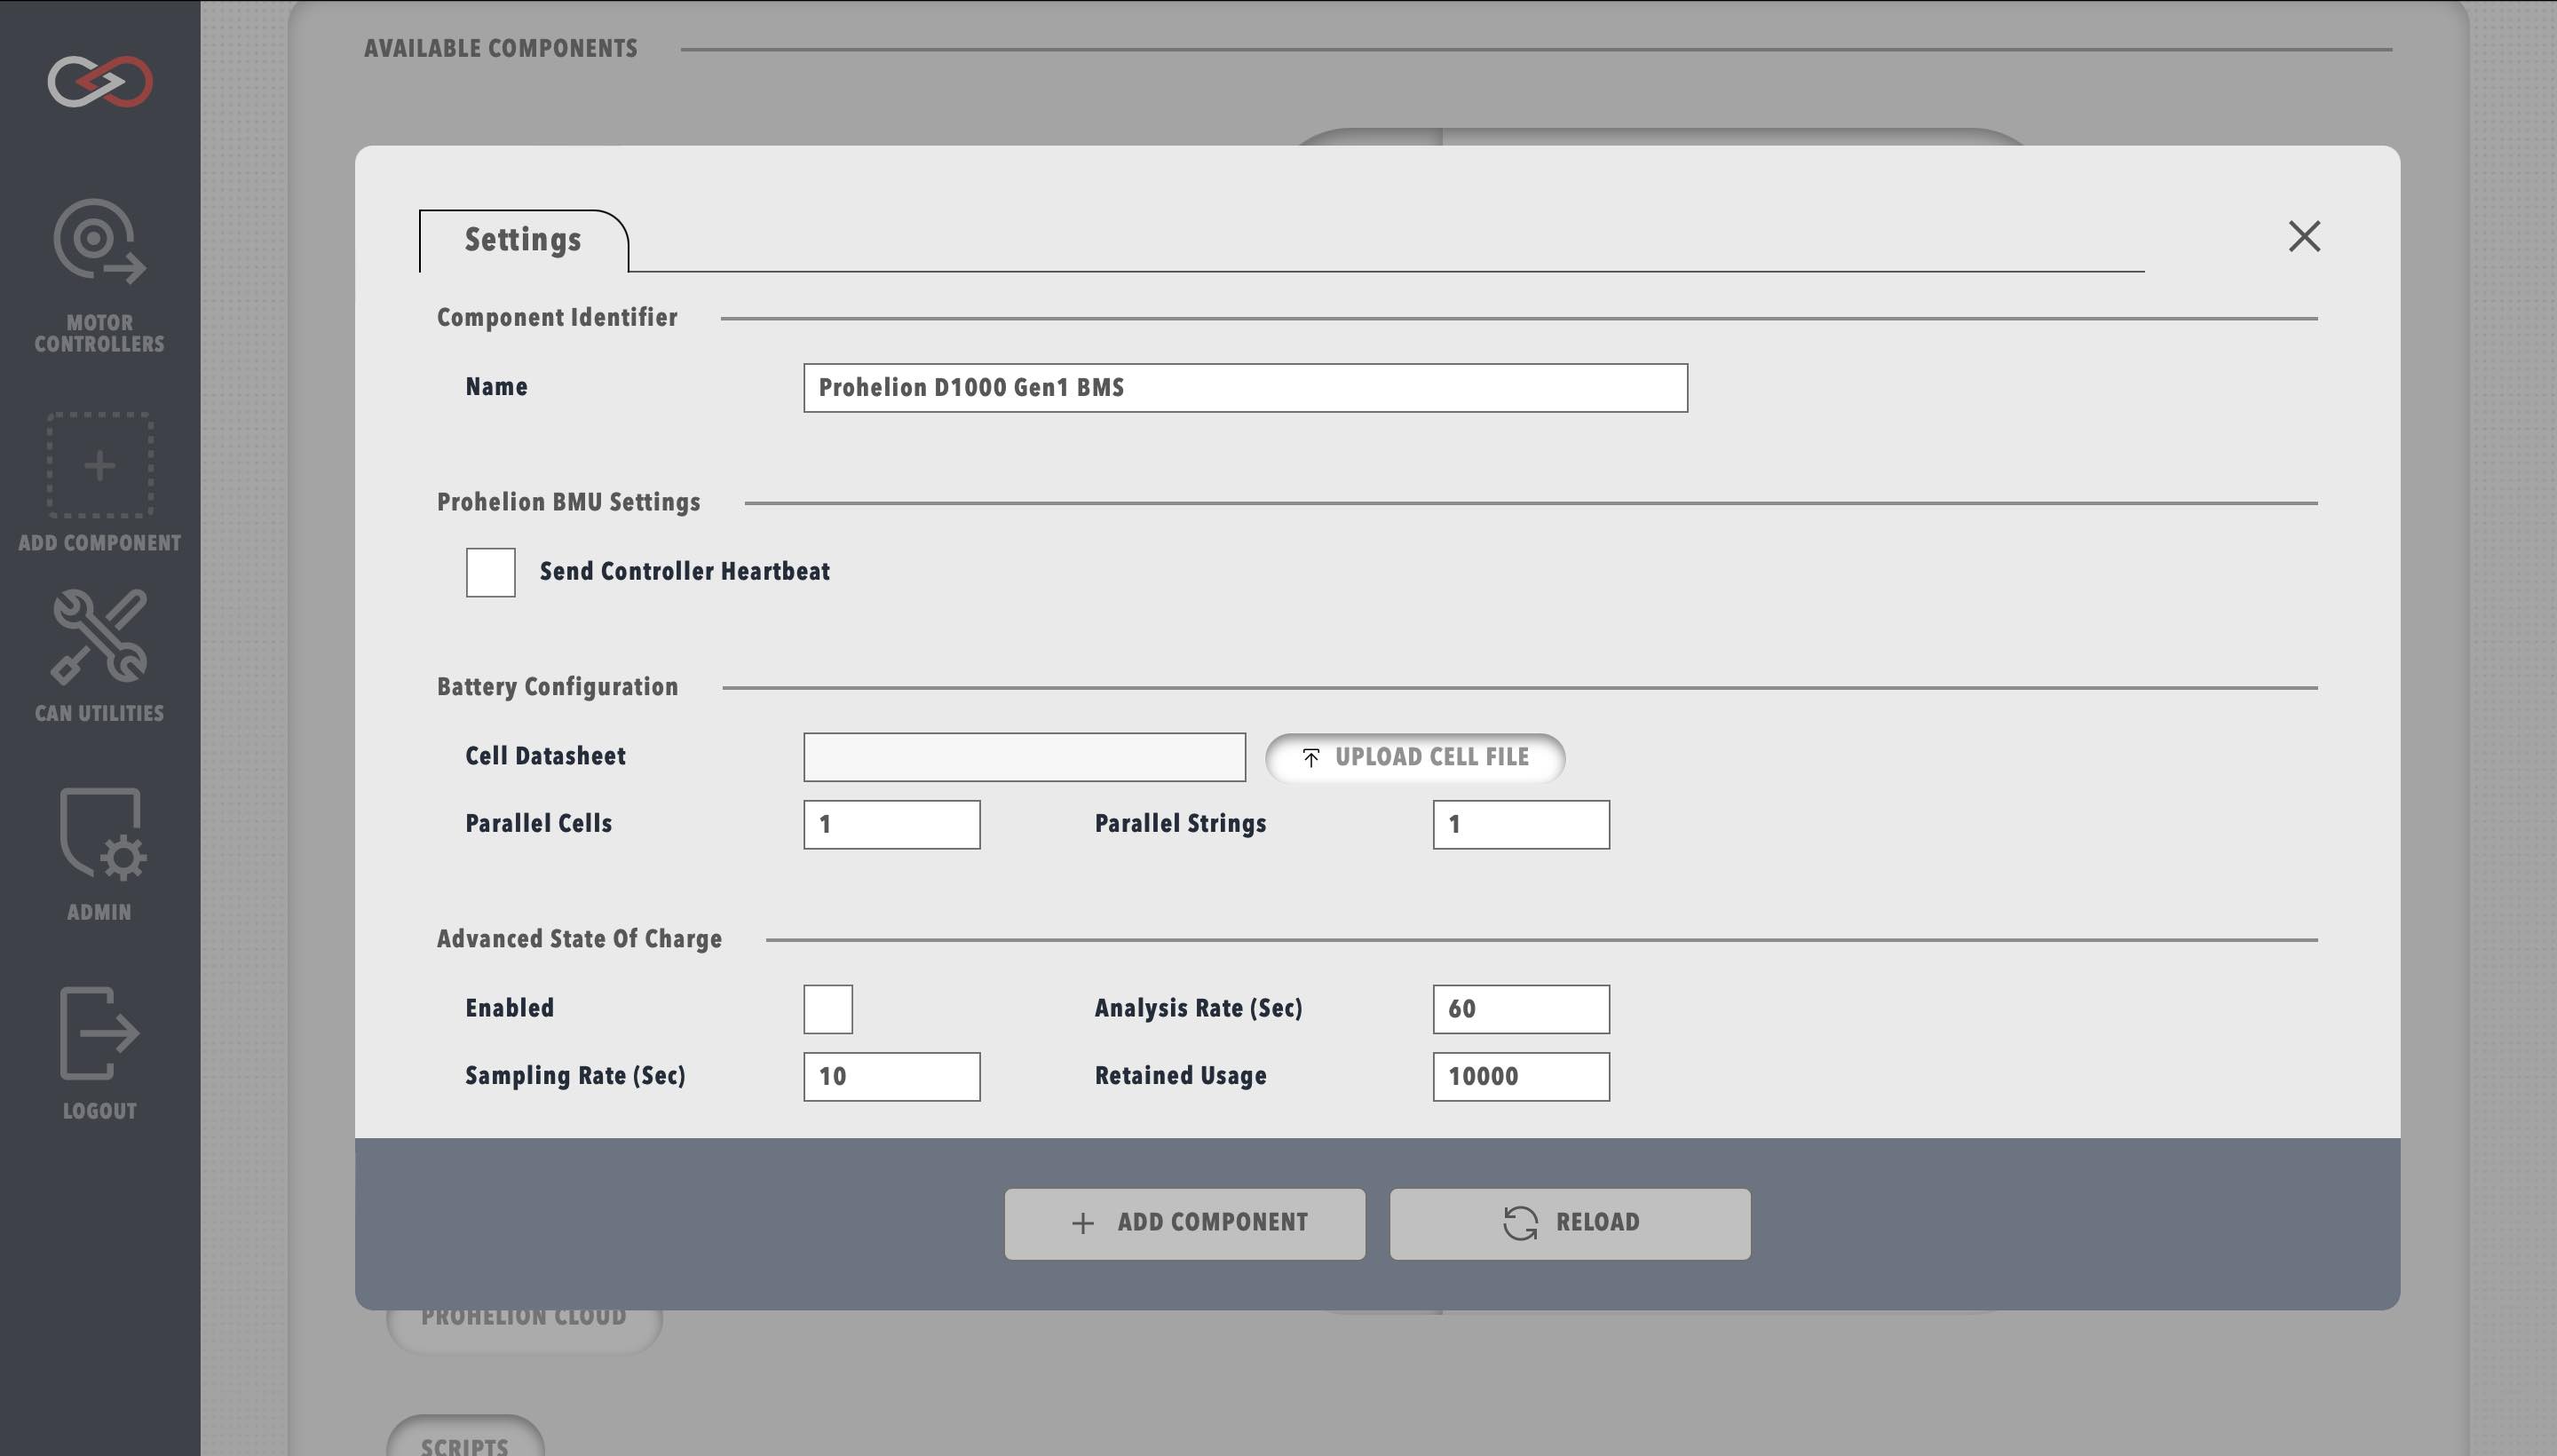 AVAILABLE COMPONENTS
MOTOR
CONTROLLERS
ADD COMPONENT
CAN UTILITIES
ADMIN
LOGOUT
Settings
Component Identifier
Name
Prohelion D1000 Gen1 BMS
Prohelion BMU Settings
Send Controller Heartbeat
Battery Configuration
Cell Datasheet
UPLOAD CELL FILE
Parallel Cells
1
Parallel Strings
1
Advanced State Of Charge
Enabled
Analysis Rate (Sec)
60
Sampling Rate (Sec)
10
Retained Usage
10000
ADD COMPONENT
RELOAD
PROHELION CLOUD
SCRIPTS